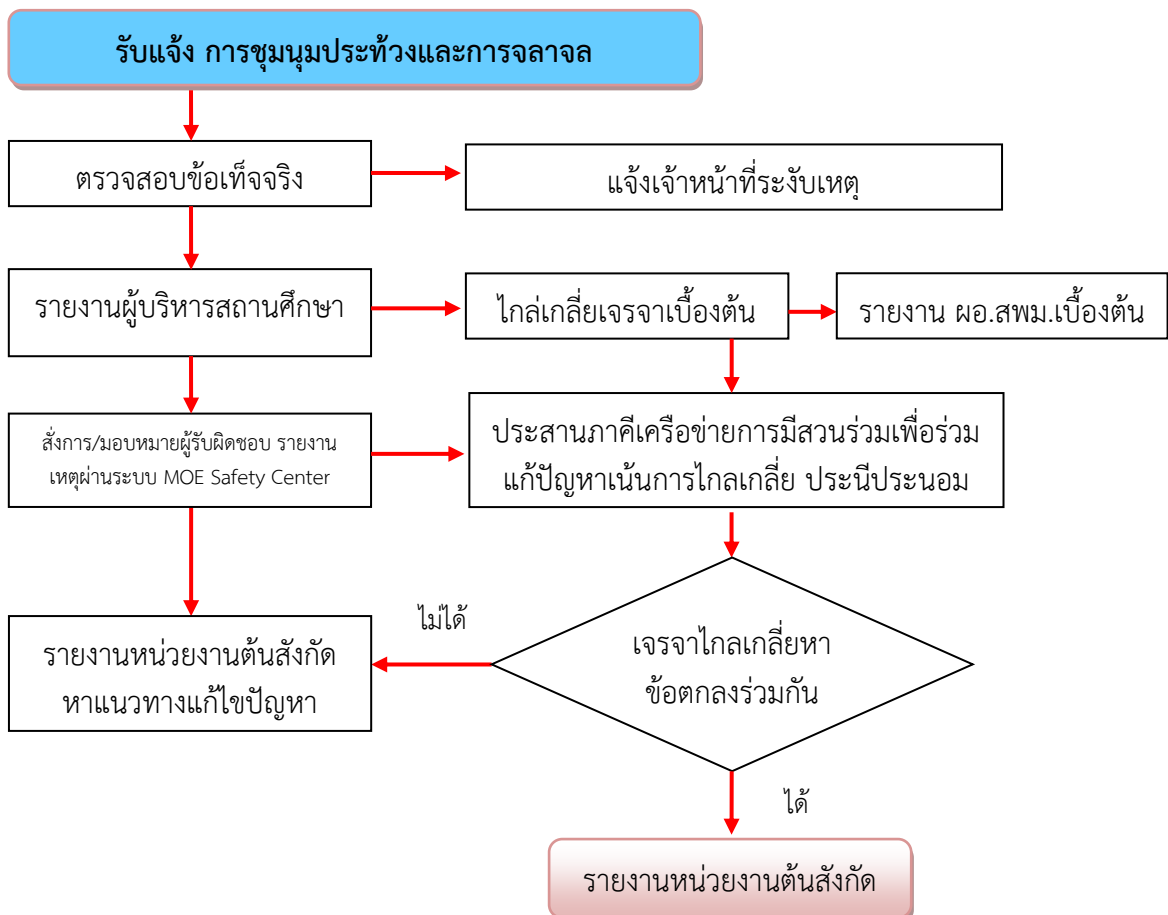 รับแจ้ง การชุมนุมประท้วงและการจลาจล
ตรวจสอบข้อเท็จจริง
แจ้งเจ้าหน้าที่ระงับเหตุ
รายงานผู้บริหารสถานศึกษา
ไกล่เกลี่ยเจรจาเบื้องต้น
รายงาน ผอ.สพม.เบื้องต้น
สั่งการ/มอบหมายผู้รับผิดชอบ รายงาน
เหตุผ่านระบบ MOE Safety Center
ประสานภาคีเครือข่ายการมีสวนร่วมเพื่อร่วม
แก้ปัญหาเน้นการไกลเกลี่ย ประนีประนอม
ไม่ได้
รายงานหน่วยงานต้นสังกัด
หาแนวทางแก้ไขปัญหา
เจรจาไกลเกลี่ยหา
ข้อตกลงร่วมกัน
ได้
รายงานหน่วยงานต้นสังกัด